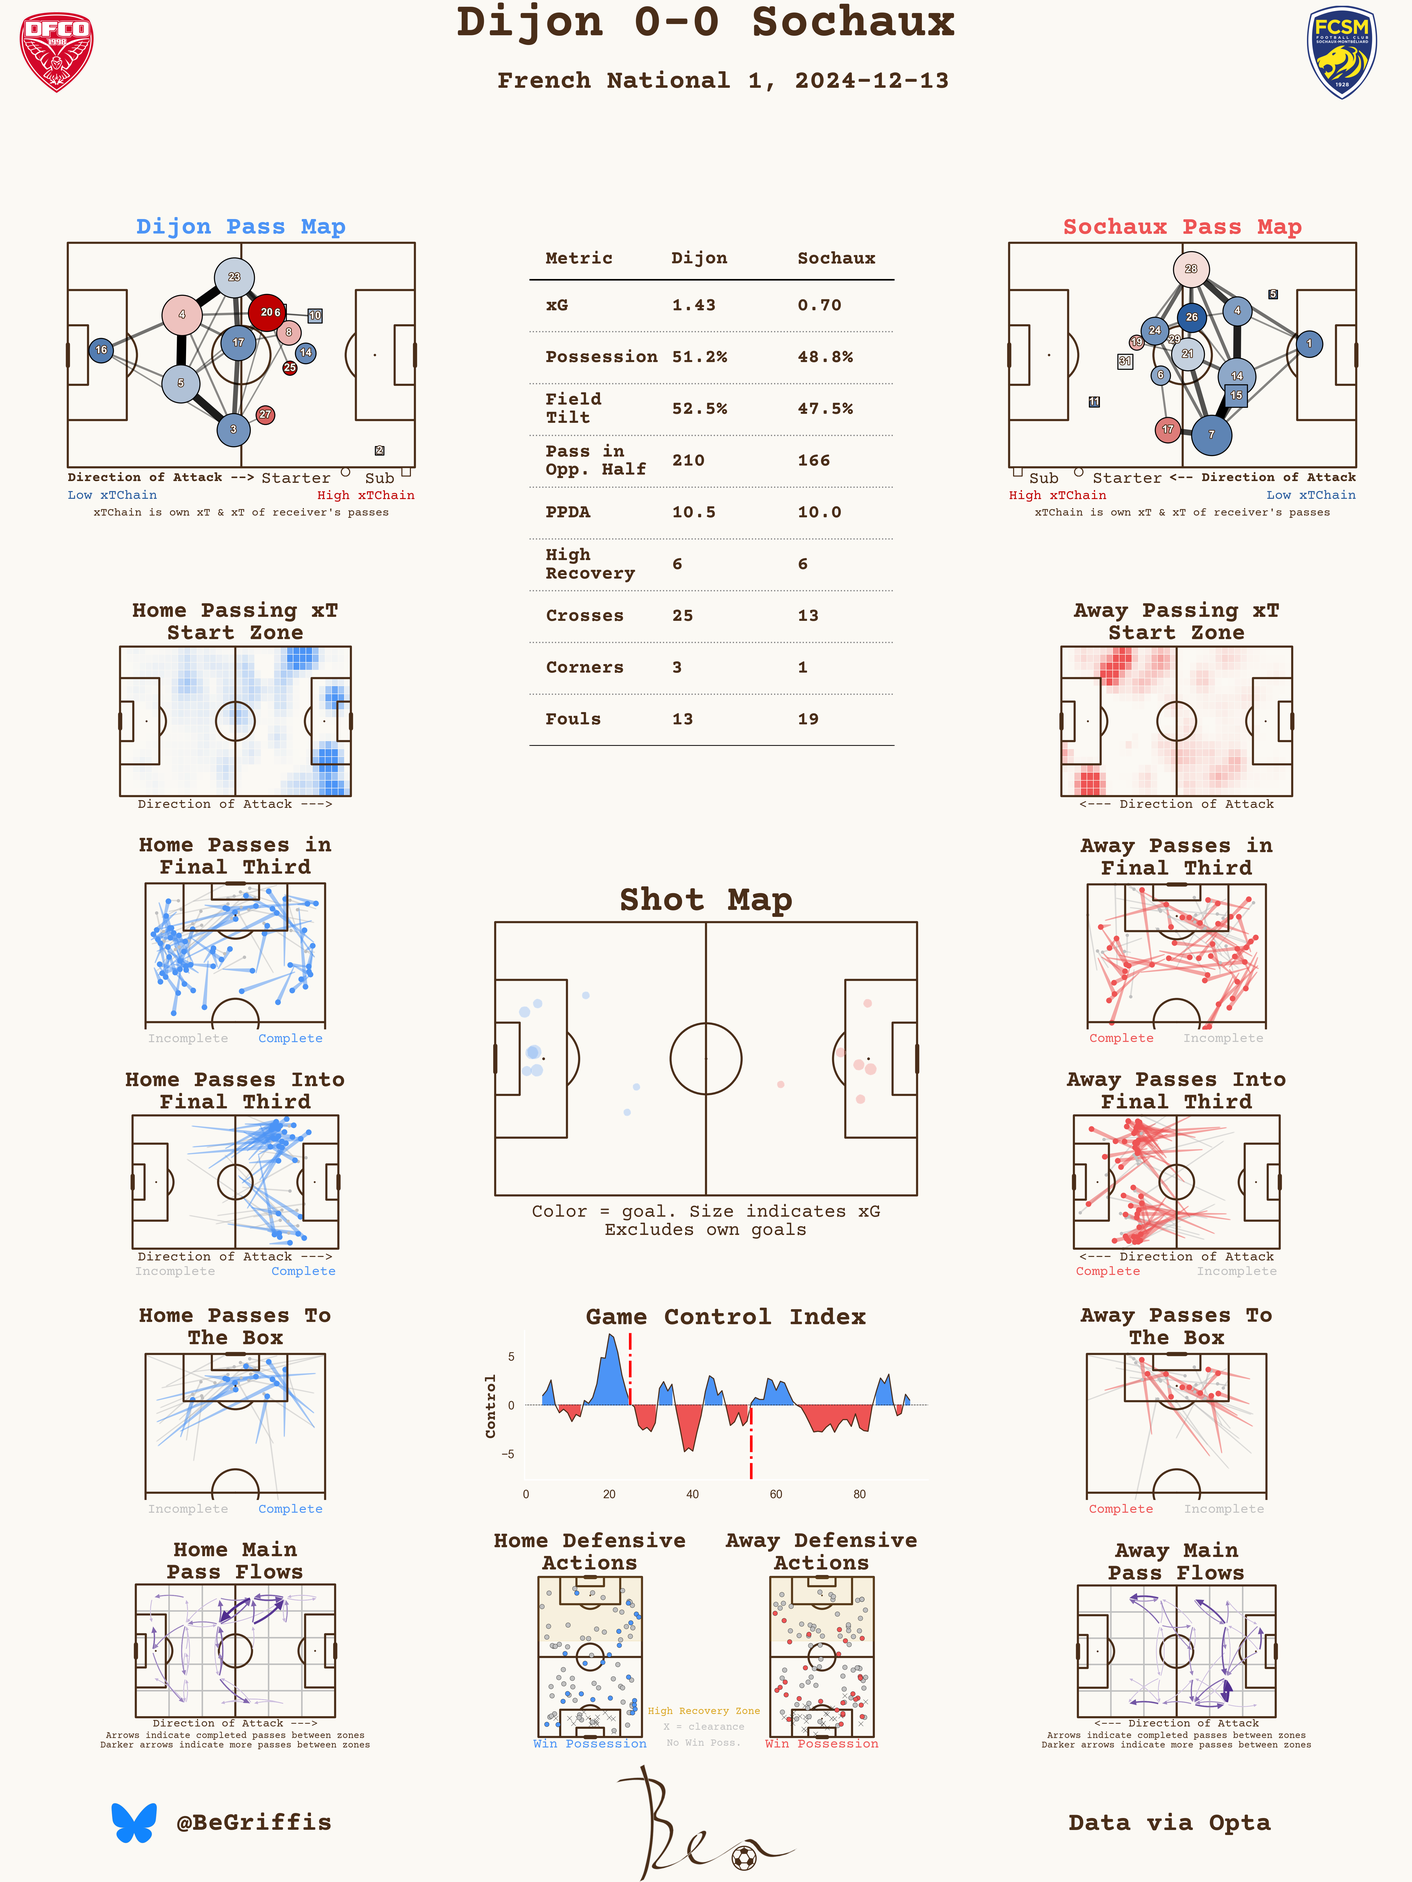 Dijon 0-0 Sochaux
French National 1, 2024-12-13
DFCO
1998
FCSM
FOOTBALL CLUB
SOCHAUX-MONTBÉLIARD
1928
Dijon Pass Map
23
4
20 6
10
8
17
14
16
25
5
27
3
2
Direction of Attack --> Starter Sub
Low xTChain High xTChain
xTChain is own xT & xT of receiver's passes
Metric Dijon Sochaux
xG 1.43 0.70
Possession 51.2% 48.8%
Field
Tilt 52.5% 47.5%
Pass in
Opp. Half 210 166
PPDA 10.5 10.0
High
Recovery 6 6
Crosses 25 13
Corners 3 1
Fouls 13 19
Sochaux Pass Map
28
5
4
26
24
29
19
1
21
31
6
14
15
11
17
7
Sub Starter <-- Direction of Attack
High xTChain Low xTChain
xTChain is own xT & xT of receiver's passes
Home Passing xT
Start Zone
Direction of Attack --->
Away Passing xT
Start Zone
<--- Direction of Attack
Home Passes in
Final Third
Incomplete Complete
Away Passes in
Final Third
Complete Incomplete
Shot Map
Color = goal. Size indicates xG
Excludes own goals
Home Passes Into
Final Third
Direction of Attack --->
Incomplete Complete
Away Passes Into
Final Third
<--- Direction of Attack
Complete Incomplete
Home Passes To
The Box
Incomplete Complete
Game Control Index
Control
5
0
−5
0 20 40 60 80
Away Passes To
The Box
Complete Incomplete
Home Main
Pass Flows
Direction of Attack --->
Arrows indicate completed passes between zones
Darker arrows indicate more passes between zones
Home Defensive
Actions
Win Possession
Away Defensive
Actions
Win Possession
High Recovery Zone
X = clearance
No Win Poss.
Away Main
Pass Flows
<--- Direction of Attack
Arrows indicate completed passes between zones
Darker arrows indicate more passes between zones
@BeGriffis
Ben
Data via Opta